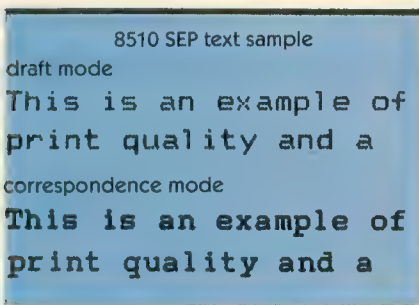 8510 SEP text sample
draft mode
This is an example of
print quality and a
correspondence mode
This is an example of
print quality and a